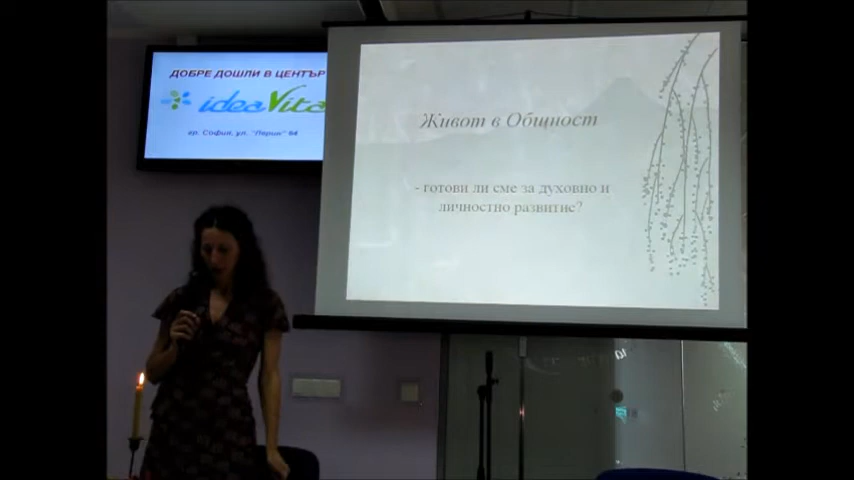 ДОБРЕ ДОШЛИ В ЦЕНТЪР
ideaVita
гр. София, ул. "Пирин" 64
Живот в Общност
- готови ли сме за духовно и
личностно развитие?